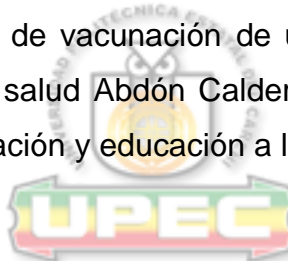 de vacunación de u
salud Abdón Calder
ación y educación a l
UPEC